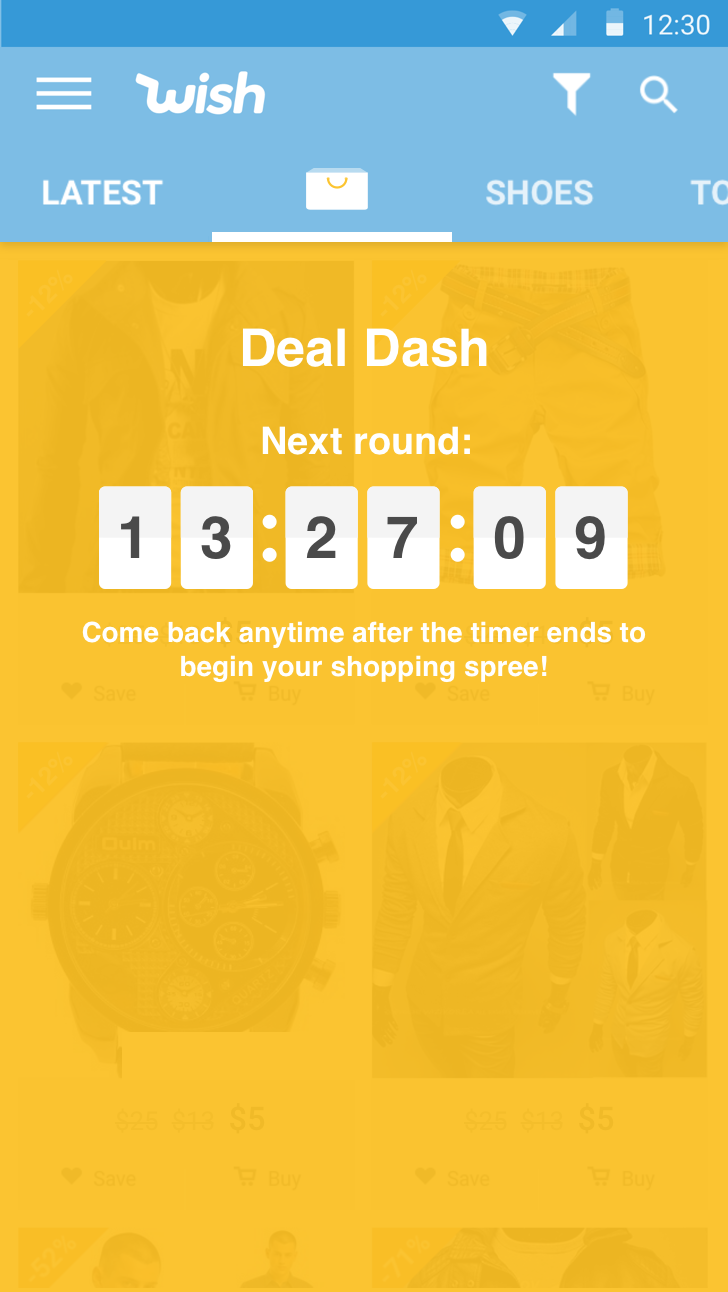 12:30
wish
LATEST
SHOES
TO
-12%
-12%
Deal Dash
Next round:
13:27:09
Come back anytime after the timer ends to
begin your shopping spree!
Save Buy Save Buy
-12%
-12%
Oulm
$25 $13 $5 $25 $13 $5
Save Buy Save Buy
-52%
-71%